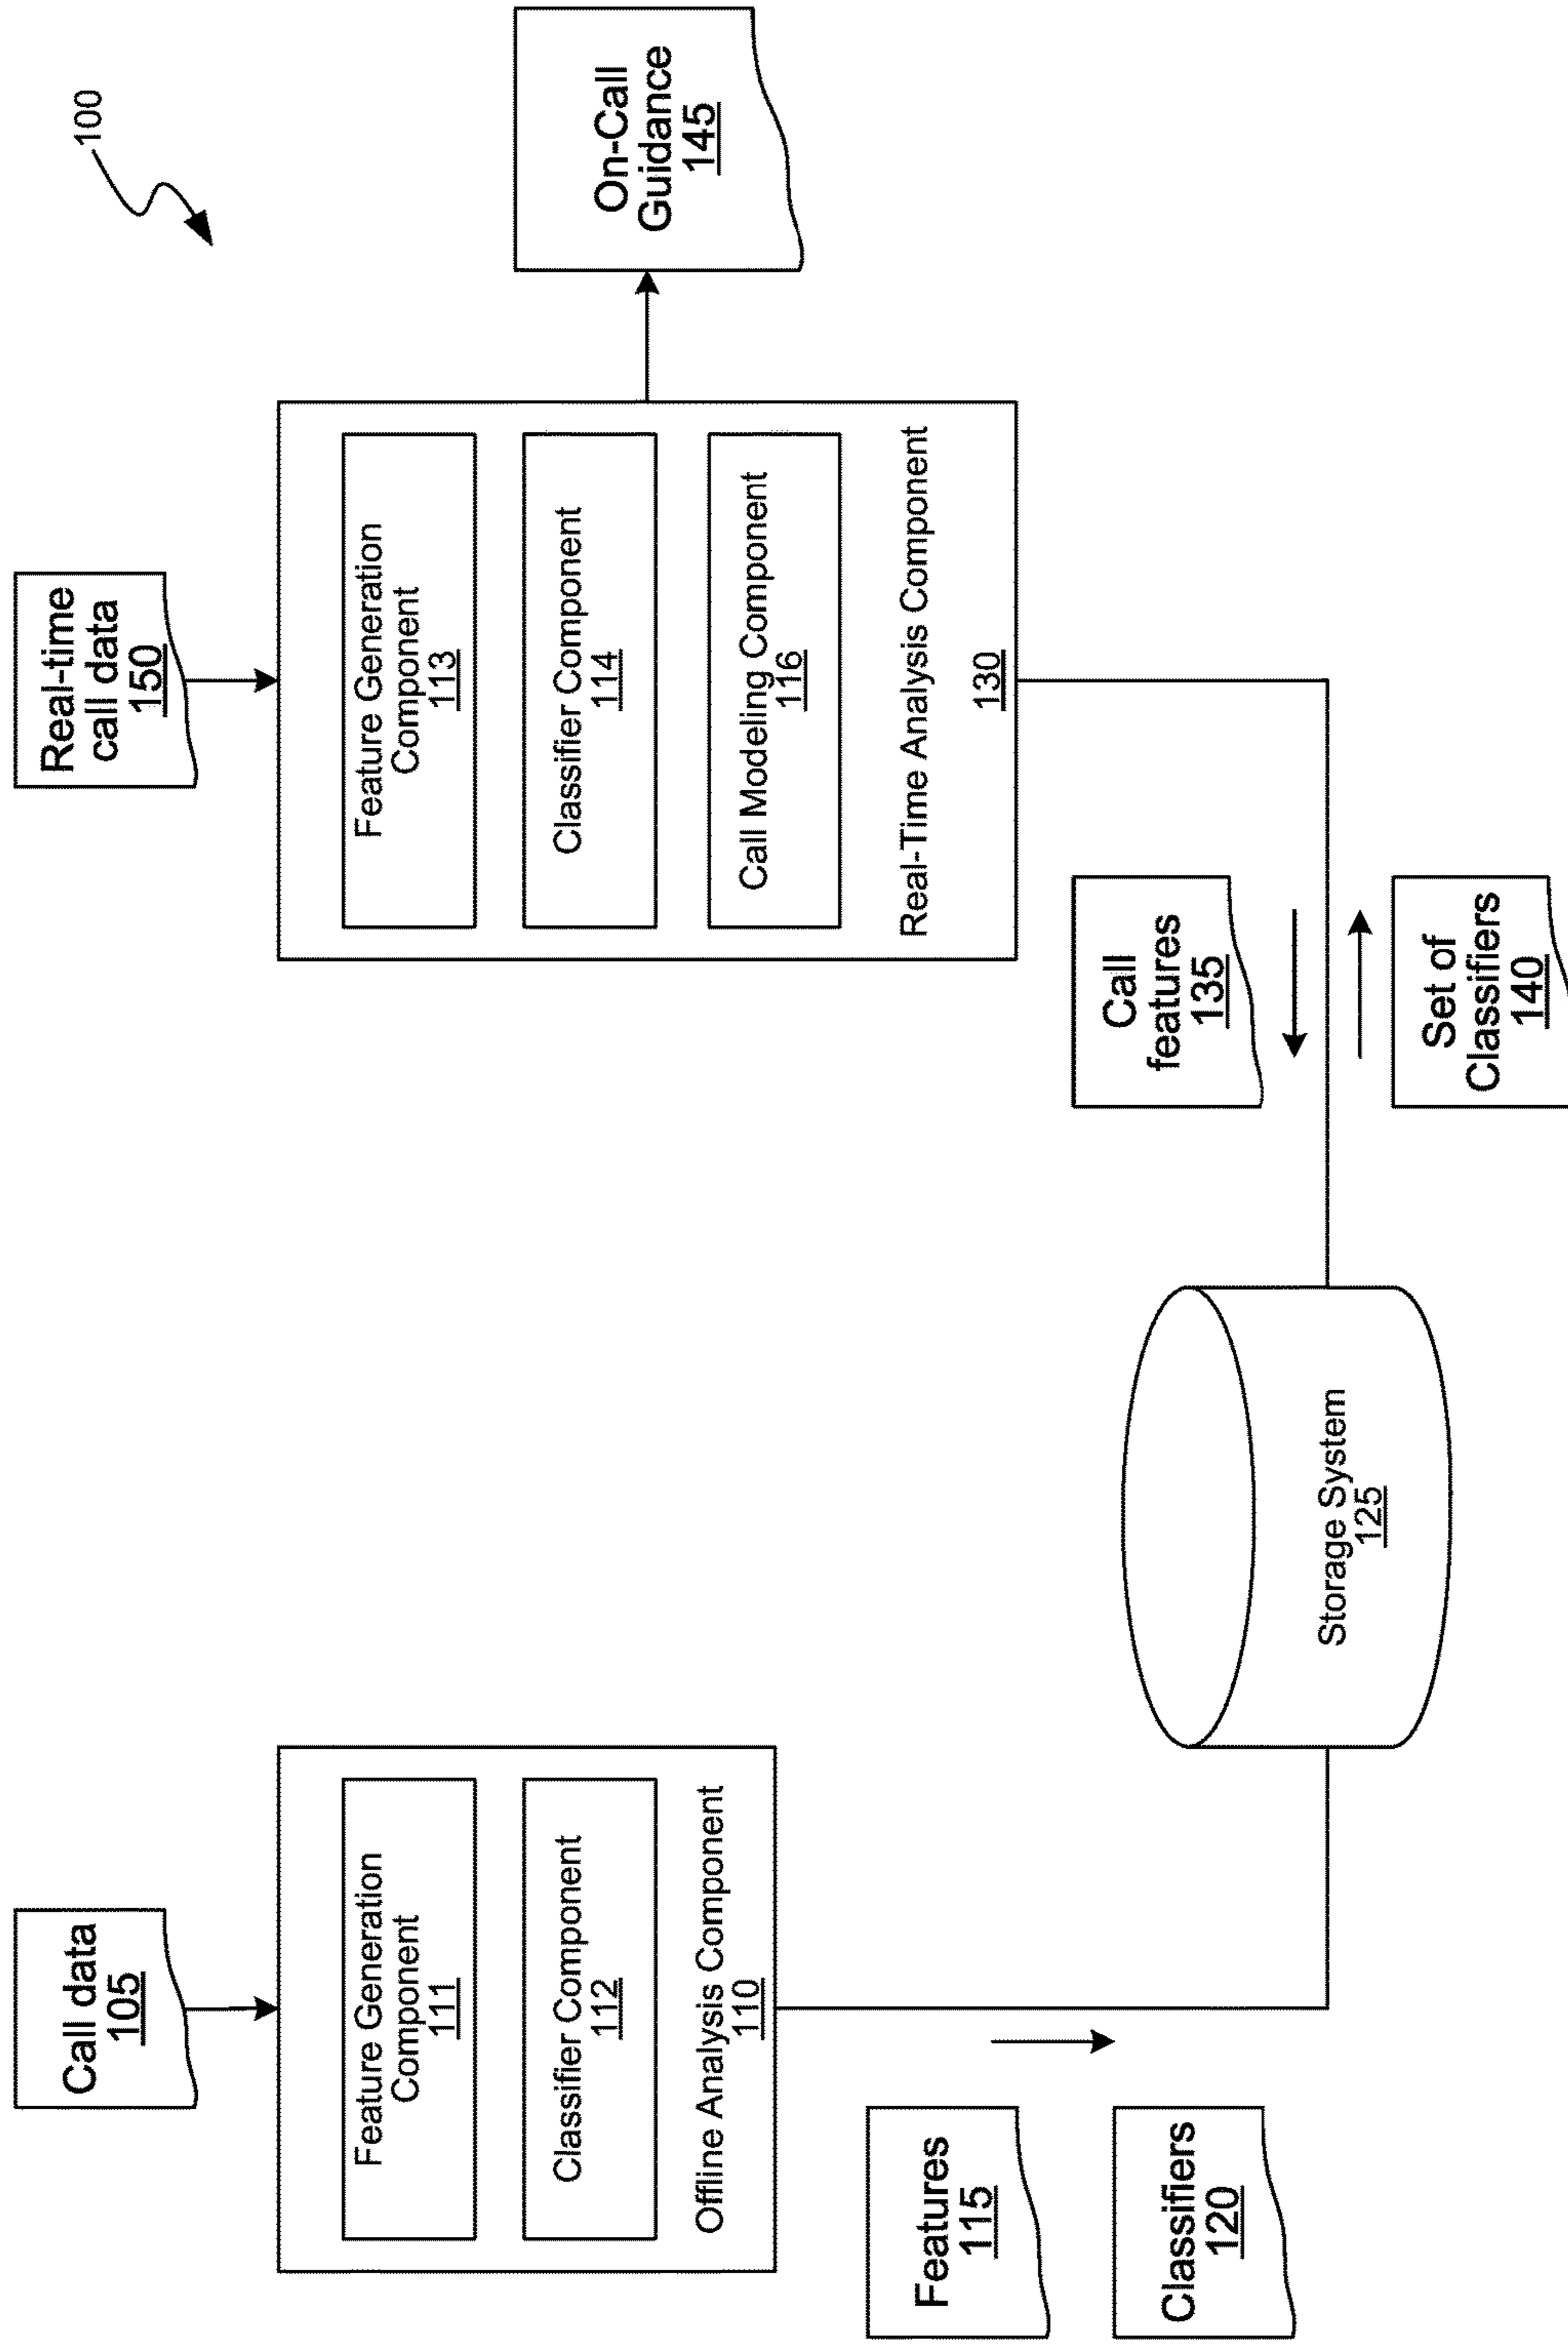 100
Call data
105
Feature Generation
Component
111
Classifier Component
112
Offline Analysis Component
110
Features
115
Classifiers
120
Storage System
125
Real-time
call data
150
Feature Generation
Component
113
Classifier Component
114
Call Modeling Component
116
Real-Time Analysis Component
130
On-Call
Guidance
145
Call
features
135
Set of
Classifiers
140